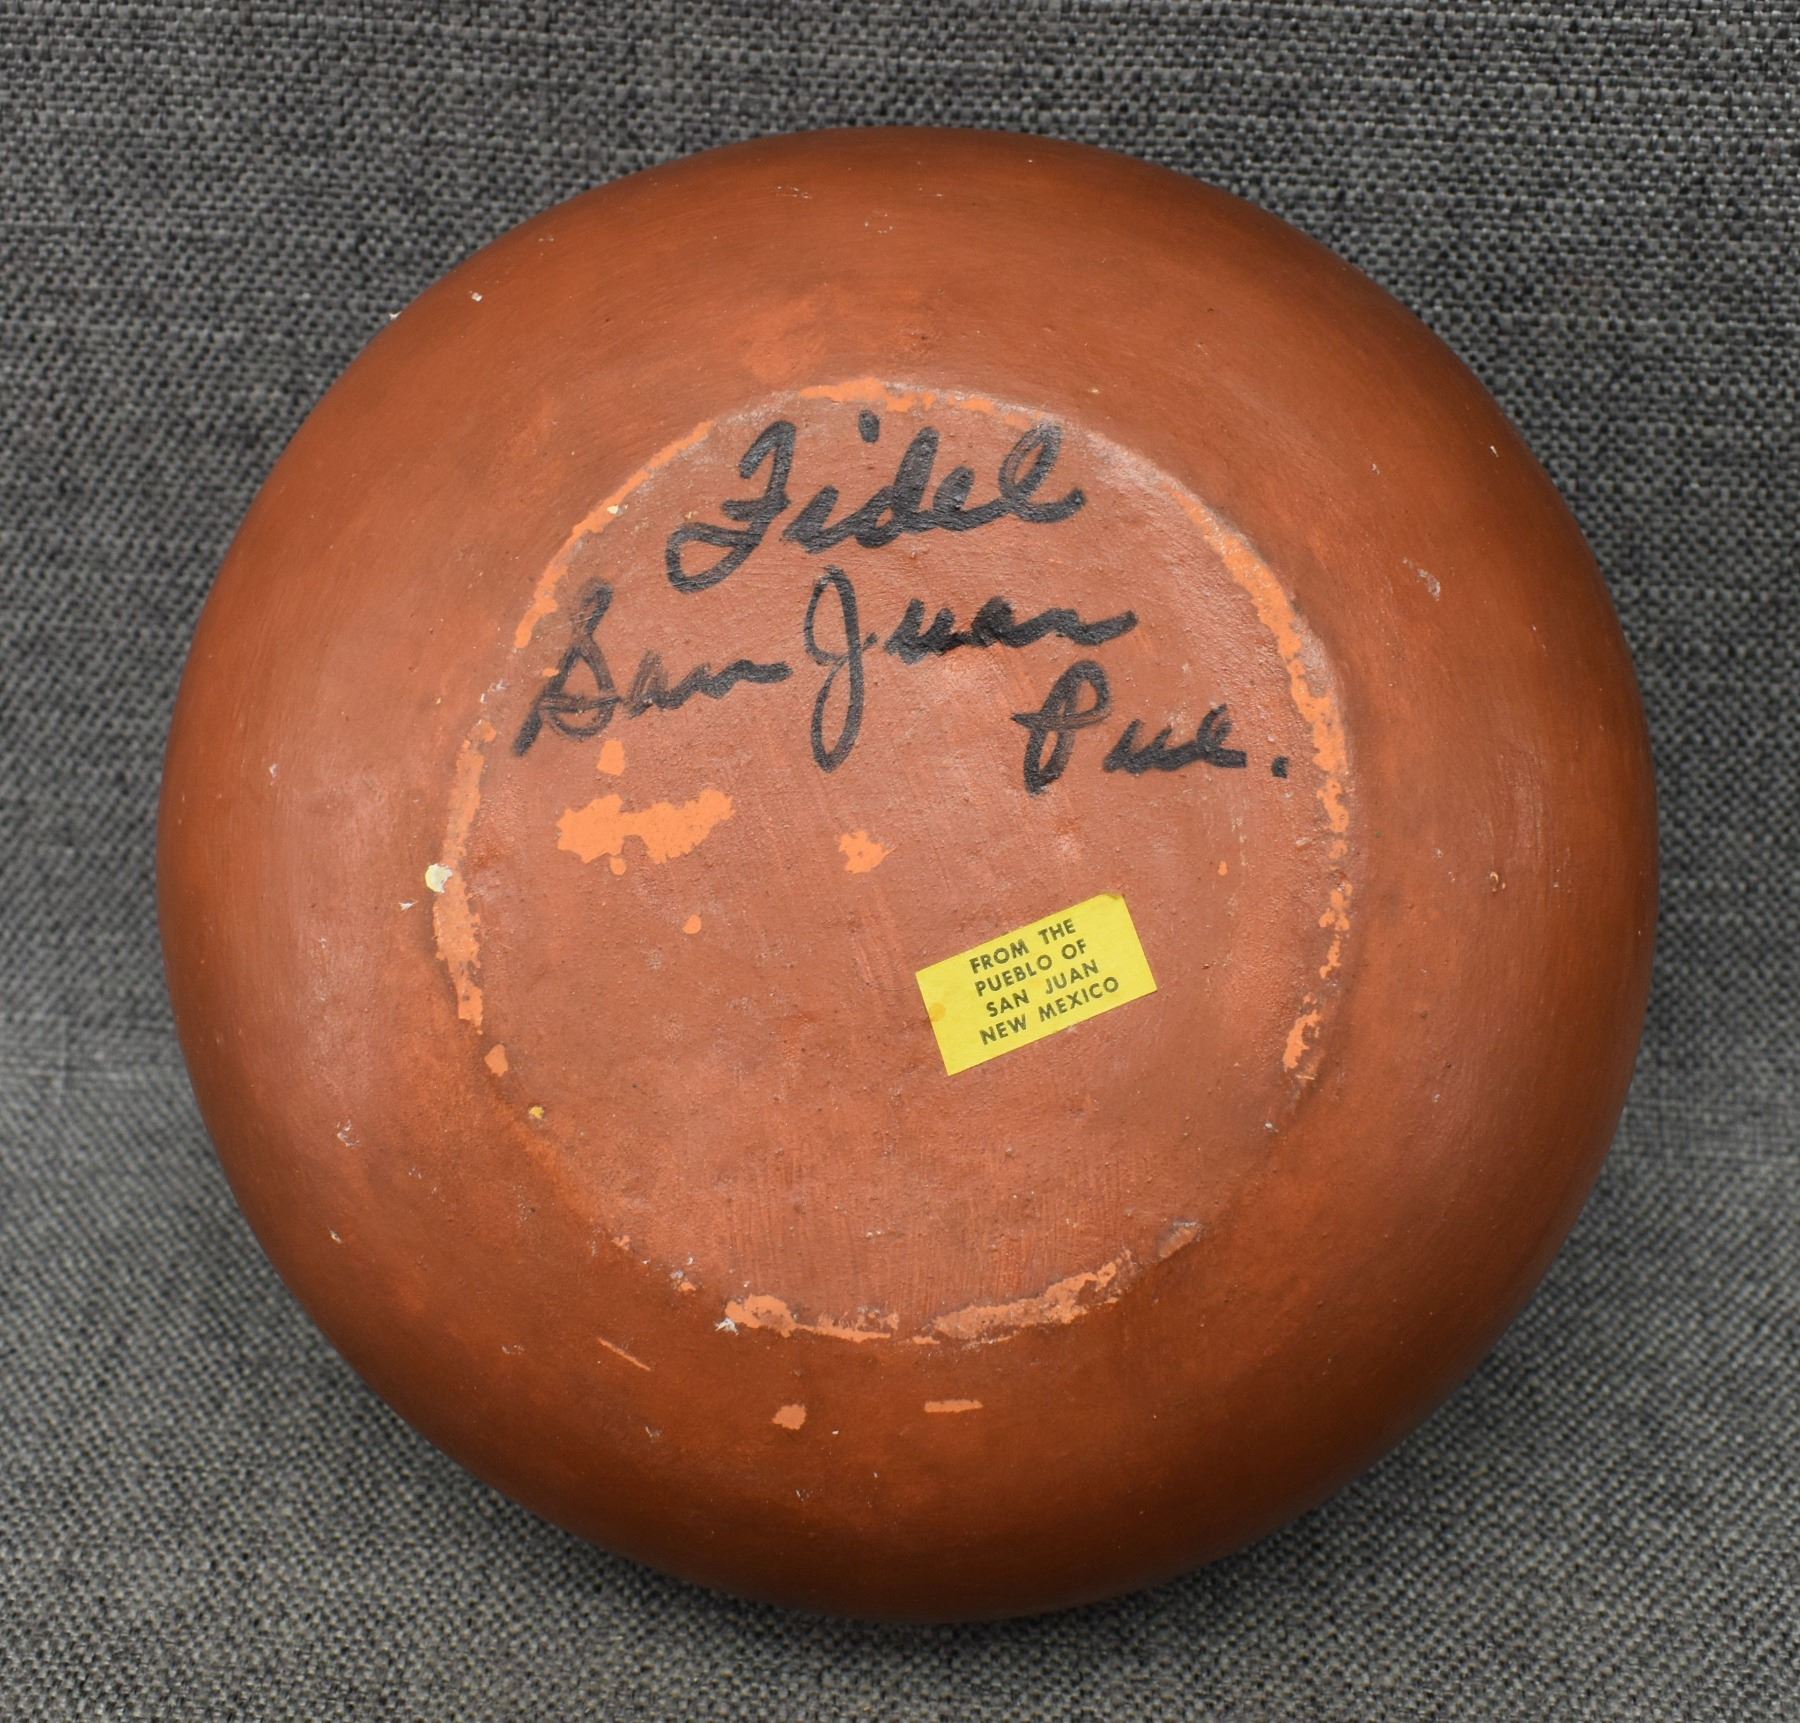 Fidel
San Juan
Pue.
FROM THE
PUEBLO OF
SAN JUAN
NEW MEXICO